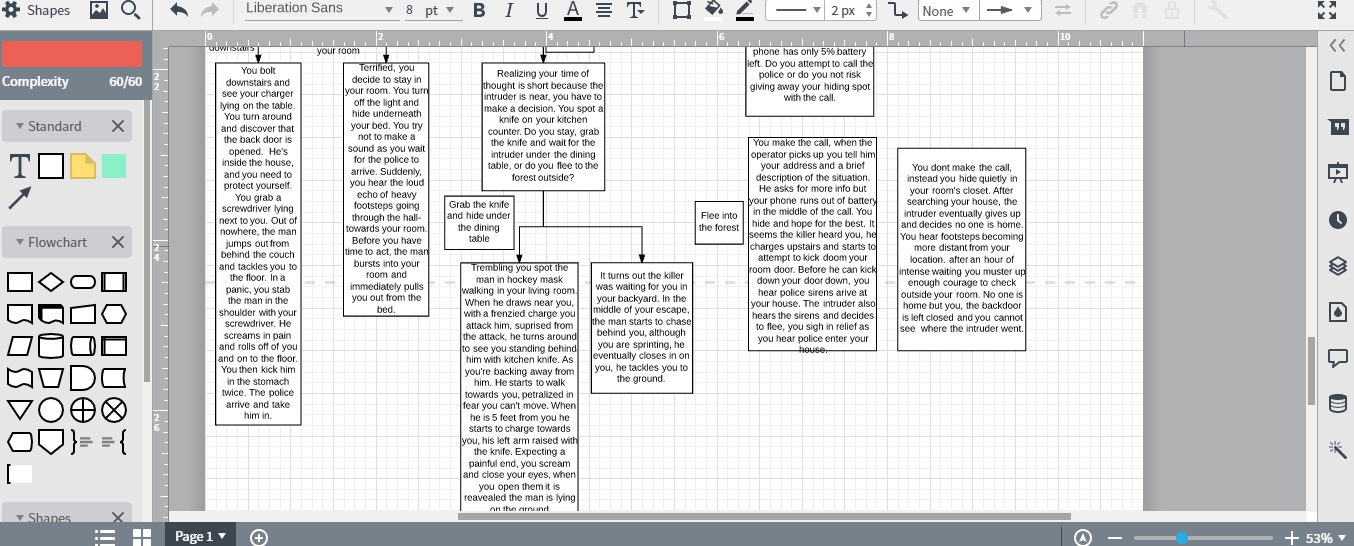 Shapes
Liberation Sans
8 pt
B I U A T
2 px
None
Complexity 60/60
Standard
T
Flowchart
Shapes
0 2 4 6 8 10
22
24
26
downstairs
your room
You bolt
downstairs and
see your charger
lying on the table.
You turn around
and discover that
the back door is
opened. He's
inside the house,
and you need to
protect yourself.
You grab a
screwdriver lying
next to you. Out of
nowhere, the man
jumps out from
behind the couch
and tackles you to
the floor. In a
panic, you stab
the man in the
shoulder with your
screwdriver. He
screams in pain
and rolls off of you
and on to the floor.
You then kick him
in the stomach
twice. The police
arrive and take
him in.
Terrified, you
decide to stay in
your room. You turn
off the light and
hide underneath
your bed. You try
not to make a
sound as you wait
for the police to
arrive. Suddenly,
you hear the loud
echo of heavy
footsteps going
through the hall-
towards your room.
Before you have
time to act, the man
bursts into your
room and
immediately pulls
you out from the
bed.
Realizing your time of
thought is short because the
intruder is near, you have to
make a decision. You spot a
knife on your kitchen
counter. Do you stay, grab
the knife and wait for the
intruder under the dining
table, or do you flee to the
forest outside?
Grab the knife
and hide under
the dining
table
Flee into
the forest
Trembling you spot the
man in hockey mask
walking in your living room.
When he draws near you,
with a frenzied charge you
attack him, suprised from
the attack, he turns around
to see you standing behind
him with kitchen knife. As
you're backing away from
him. He starts to walk
towards you, petralized in
fear you can't move. When
he is 5 feet from you he
starts to charge towards
you, his left arm raised with
the knife. Expecting a
painful end, you scream
and close your eyes, when
you open them it is
reavealed the man is lying
on the ground
It turns out the killer
was waiting for you in
your backyard. In the
middle of your escape,
the man starts to chase
behind you, although
you are sprinting, he
eventually closes in on
you, he tackles you to
the ground.
phone has only 5% battery
left. Do you attempt to call the
police or do you not risk
giving away your hiding spot
with the call.
You make the call, when the
operator picks up you tell him
your address and a brief
description of the situation.
He asks for more info but
your phone runs out of battery
in the middle of the call. You
hide and hope for the best. It
seems the killer heard you, he
charges upstairs and starts to
attempt to kick doom your
room door. Before he can kick
down your door down, you
hear police sirens arive at
your house. The intruder also
hears the sirens and decides
to flee, you sigh in relief as
you hear police enter your
house.
You dont make the call,
instead you hide quietly in
your room's closet. After
searching your house, the
intruder eventually gives up
and decides no one is home.
You hear footsteps becoming
more distant from your
location. after an hour of
intense waiting you muster up
enough courage to check
outside your room. No one is
home but you, the backdoor
is left closed and you cannot
see where the intruder went.
Page 1
53%